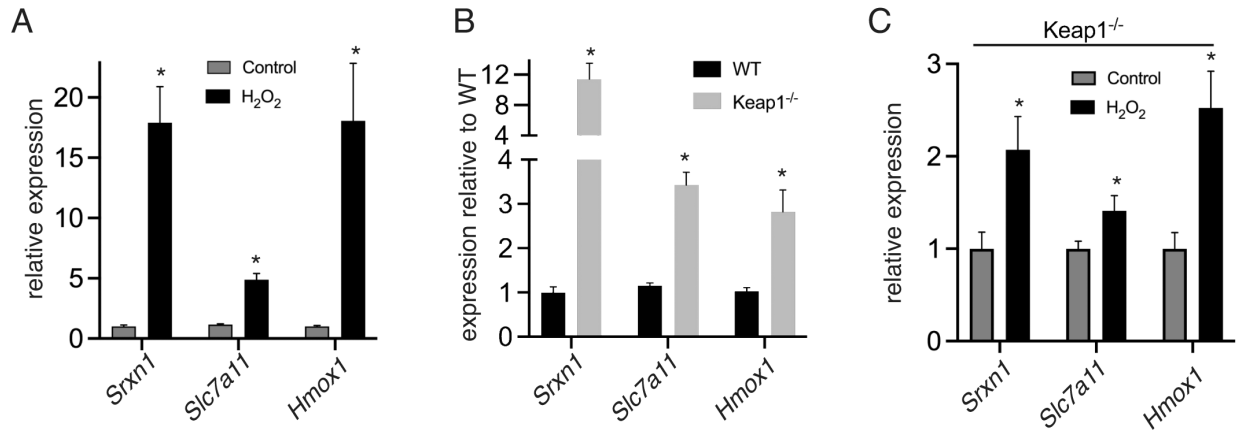 A
relative expression
20
15
10
5
0
Control
H₂O₂
*
*
*
Srxn1
Slc7a11
Hmox1
B
expression relative to WT
12
8
4
4
3
2
1
0
WT
Keap1⁻/⁻
*
*
*
Srxn1
Slc7a11
Hmox1
C
Keap1⁻/⁻
relative expression
3
2
1
0
Control
H₂O₂
*
*
*
Srxn1
Slc7a11
Hmox1